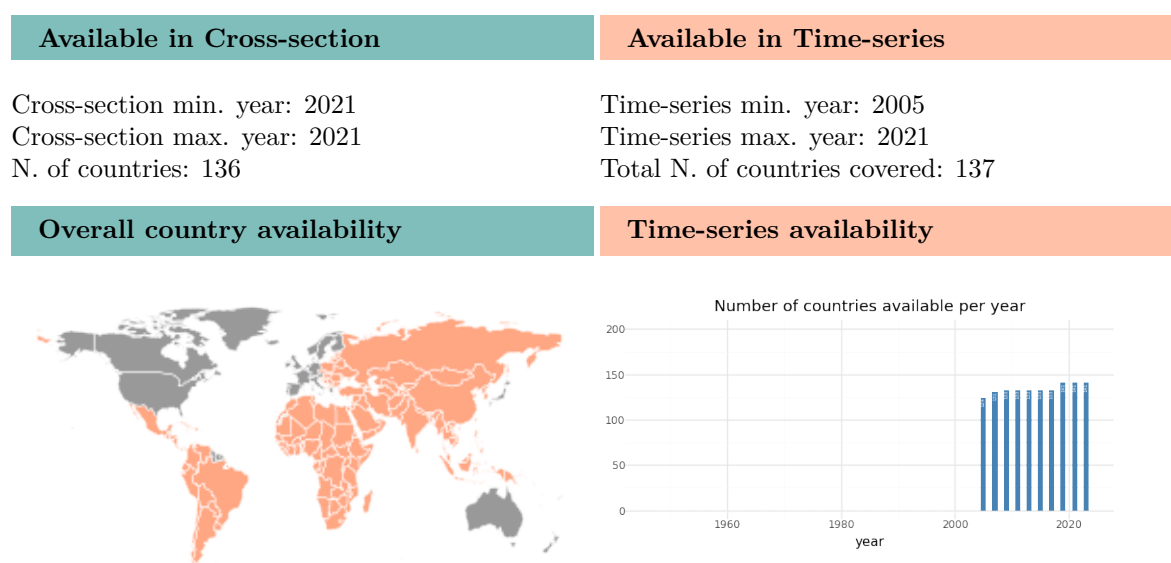 Available in Cross-section
Available in Time-series
Cross-section min. year: 2021
Cross-section max. year: 2021
N. of countries: 136
Time-series min. year: 2005
Time-series max. year: 2021
Total N. of countries covered: 137
Overall country availability
Time-series availability
Number of countries available per year
200
150
100
50
0
1960 1980 2000 2020
year